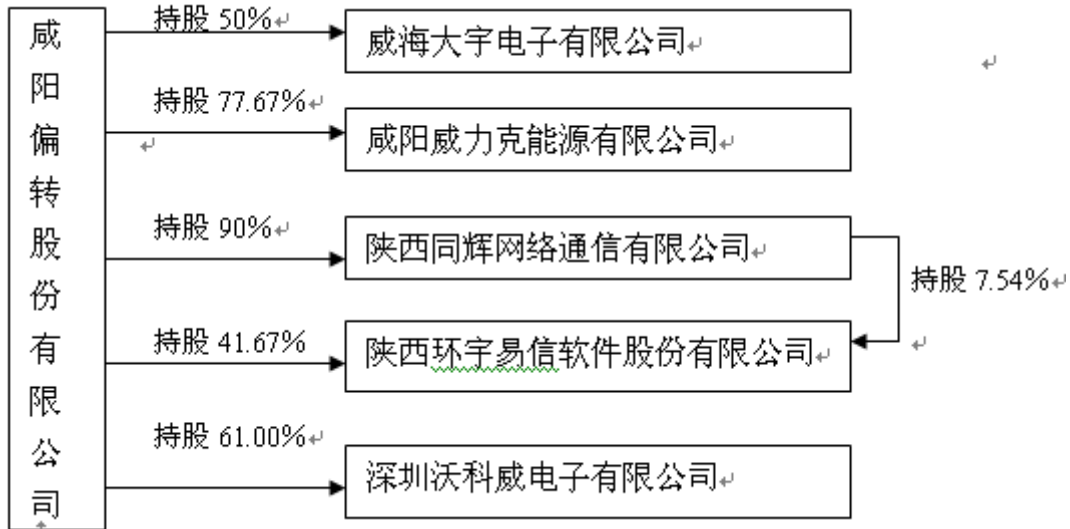 咸阳偏转股份有限公司
持股 50%
威海大宇电子有限公司
持股 77.67%
咸阳威力克能源有限公司
持股 90%
陕西同辉网络通信有限公司
持股 7.54%
持股 41.67%
陕西环宇易信软件股份有限公司
持股 61.00%
深圳沃科威电子有限公司